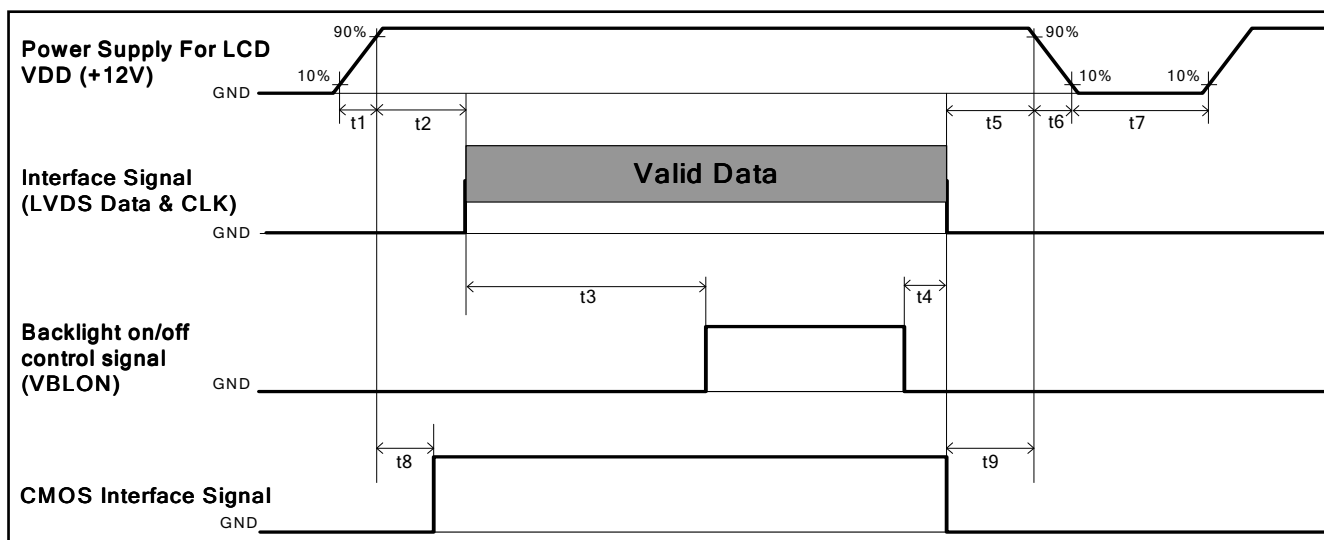 Power Supply For LCD
VDD (+12V)
90%
10%
GND
90%
10%
10%
t1
t2
t5
t6
t7
Interface Signal
(LVDS Data & CLK)
Valid Data
GND
t3
t4
Backlight on/off
control signal
(VBLON)
GND
t8
t9
CMOS Interface Signal
GND